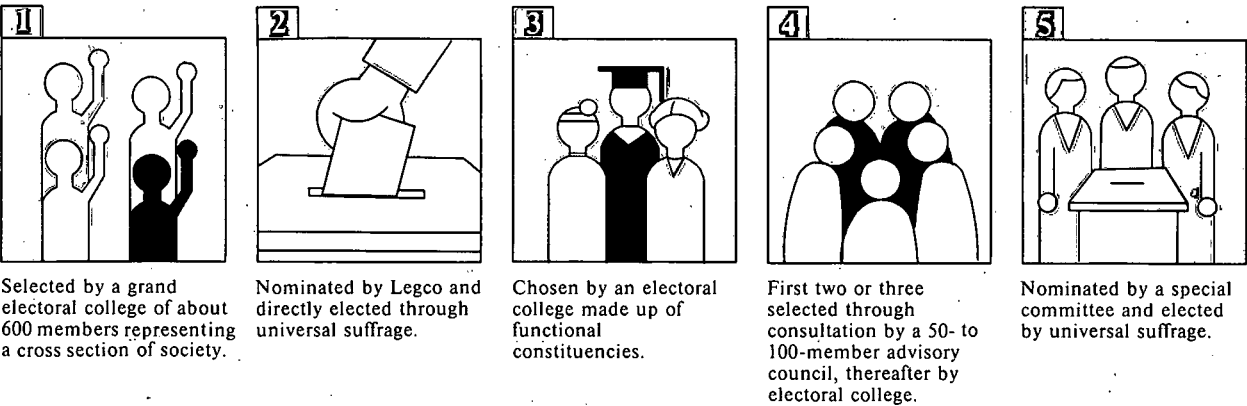 1
Selected by a grand
electoral college of about
600 members representing
a cross section of society.
2
Nominated by Legco and
directly elected through
universal suffrage.
3
Chosen by an electoral
college made up of
functional
constituencies.
4
First two or three
selected through
consultation by a 50- to
100-member advisory
council, thereafter by
electoral college.
5
Nominated by a special
committee and elected
by universal suffrage.